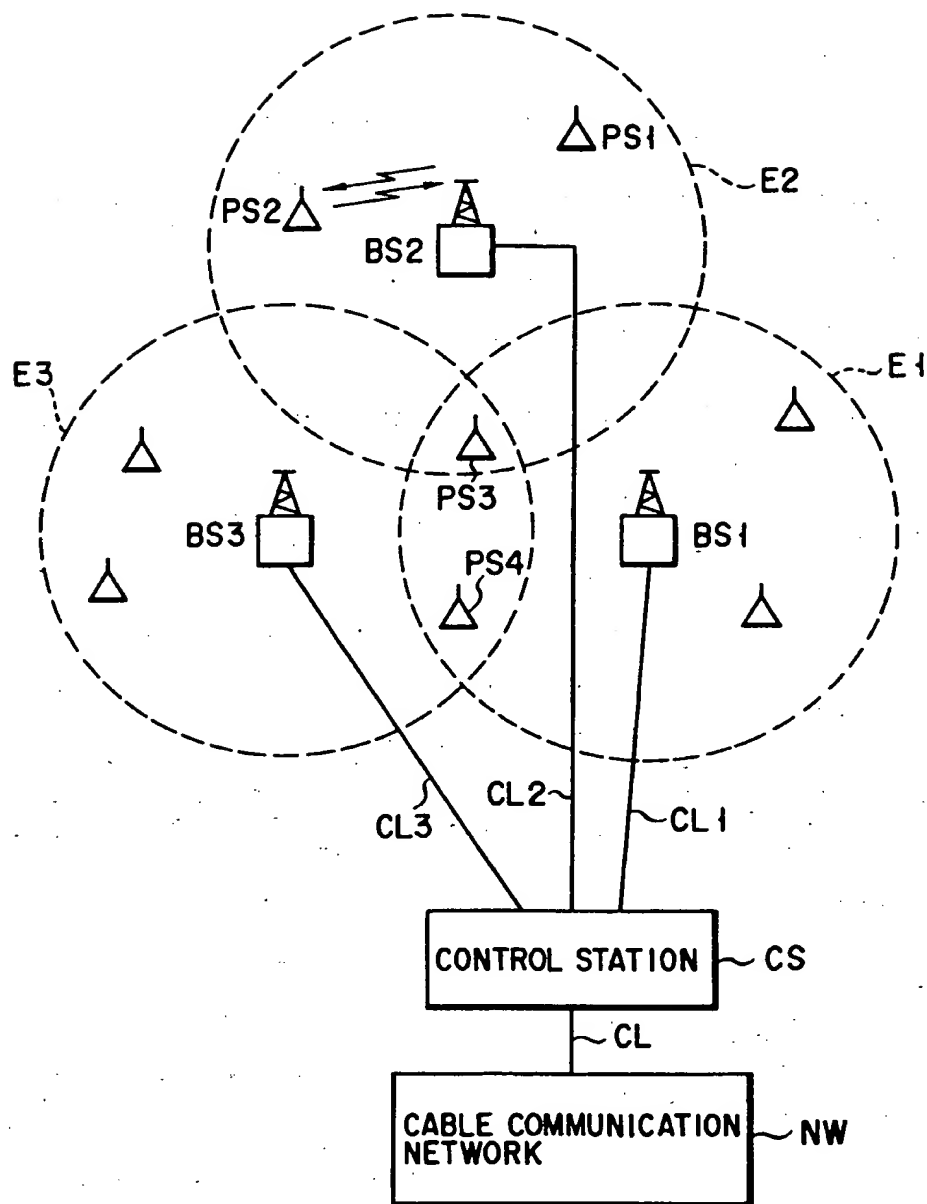 PS1
E2
PS2
BS2
E3
E1
PS3
BS3
BS1
PS4
CL3
CL2
CL1
CONTROL STATION
CS
CL
CABLE COMMUNICATION
NETWORK
NW